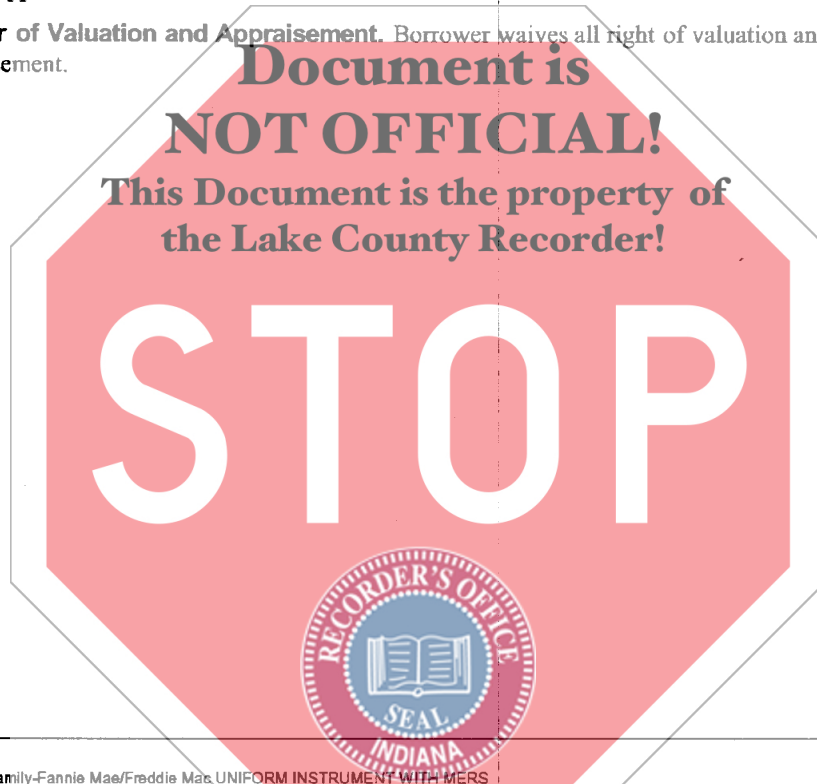 r of Valuation and Appraisement. Borrower waives all right of valuation an
ement.
Document is
NOT OFFICIAL!
This Document is the property of
the Lake County Recorder!
STOP
RECORDER'S OFFICE
SEAL
INDIANA
amily-Fannie Mae/Freddie Mac UNIFORM INSTRUMENT WITH MERS